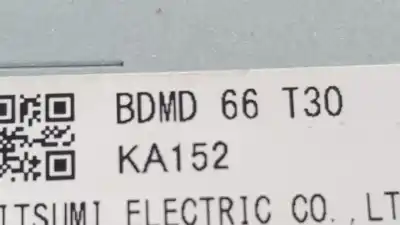 BDMD 66 T30
KA152
ITSUMI ELECTRIC CO.,LT